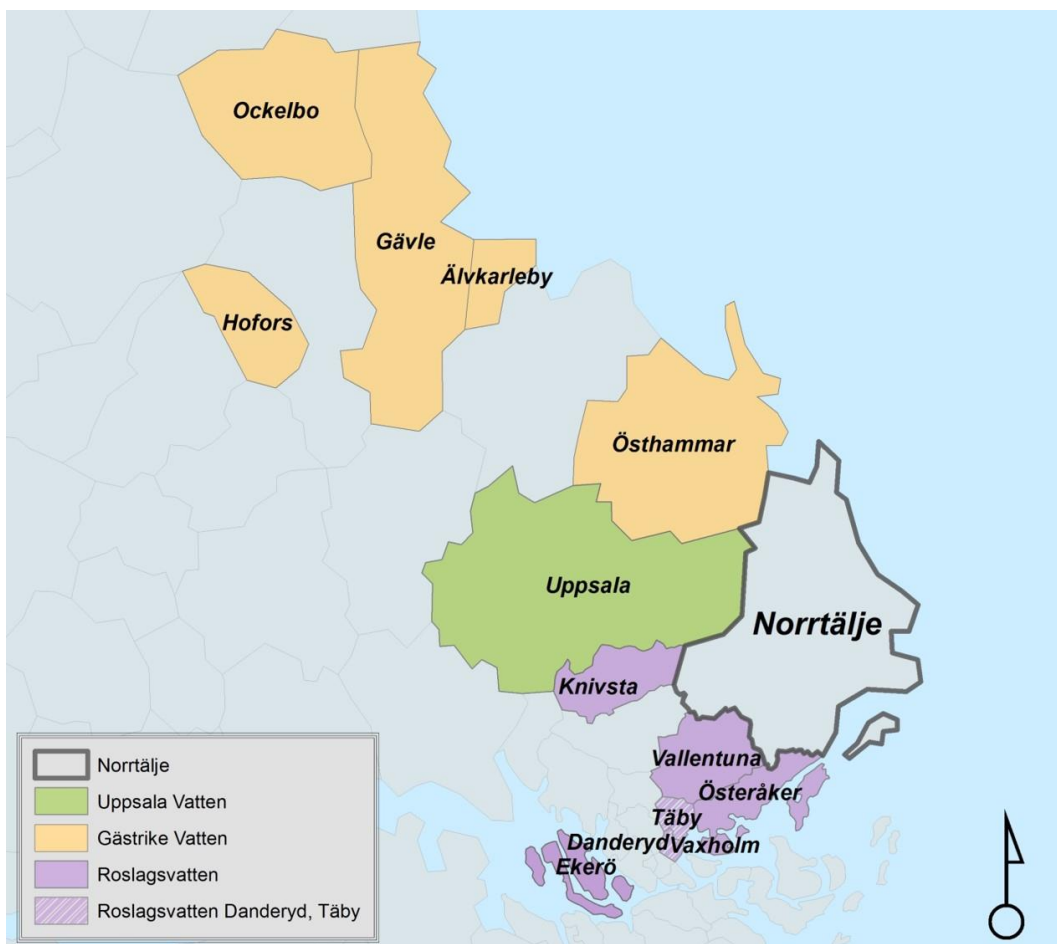 Ockelbo
Gävle
Älvkarleby
Hofors
Östhammar
Uppsala
Norrtälje
Knivsta
Vallentuna
Österåker
Täby
Danderyd
Vaxholm
Ekerö
Norrtälje
Uppsala Vatten
Gästrike Vatten
Roslagsvatten
Roslagsvatten Danderyd, Täby